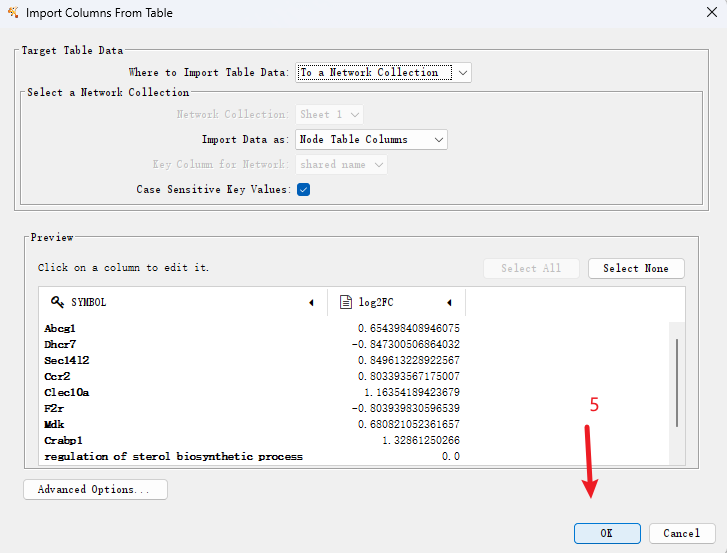 Import Columns From Table
Target Table Data
Where to Import Table Data: To a Network Collection
Select a Network Collection
Network Collection: Sheet 1
Import Data as: Node Table Columns
Key Column for Network: shared name
Case Sensitive Key Values:
Preview
Click on a column to edit it.
Select All
Select None
SYMBOL log2FC
Abcg1 0.654398408946075
Dhcr7 -0.847300506864032
Sec14l2 0.849613228922567
Ccr2 0.803393567175007
Clec10a 1.16354189423679
F2r -0.803939830596539
Mdk 0.680821052361657
Crabp1 1.32861250266
regulation of sterol biosynthetic process 0.0
5
Advanced Options...
OK
Cancel